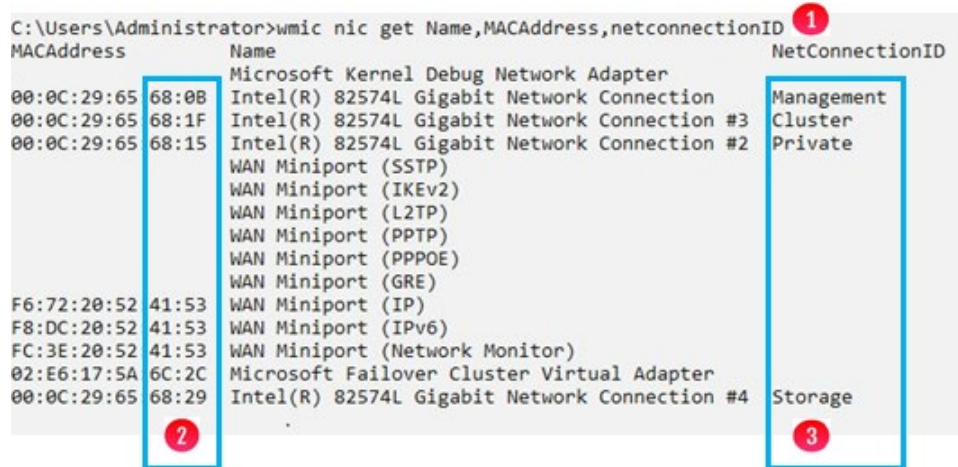 C:\Users\Administrator>wmic nic get Name,MACAddress,netconnectionID 1
MACAddress Name NetConnectionID
Microsoft Kernel Debug Network Adapter
00:0C:29:65:68:0B Intel(R) 82574L Gigabit Network Connection Management
00:0C:29:65:68:1F Intel(R) 82574L Gigabit Network Connection #3 Cluster
00:0C:29:65:68:15 Intel(R) 82574L Gigabit Network Connection #2 Private
WAN Miniport (SSTP)
WAN Miniport (IKEv2)
WAN Miniport (L2TP)
WAN Miniport (PPTP)
WAN Miniport (PPPOE)
WAN Miniport (GRE)
F6:72:20:52:41:53 WAN Miniport (IP)
F8:DC:20:52:41:53 WAN Miniport (IPv6)
FC:3E:20:52:41:53 WAN Miniport (Network Monitor)
02:E6:17:5A:6C:2C Microsoft Failover Cluster Virtual Adapter
00:0C:29:65:68:29 Intel(R) 82574L Gigabit Network Connection #4 Storage
2 3